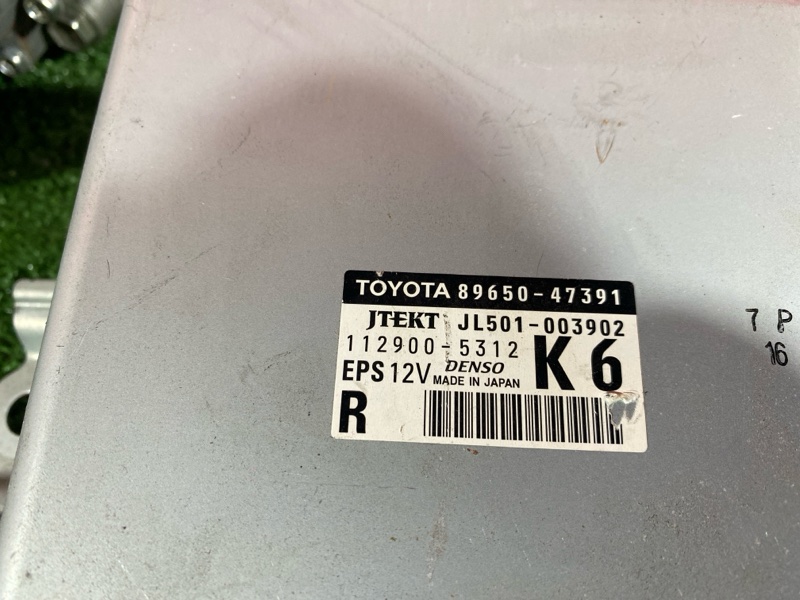 TOYOTA 89650-47391
JTEKT JL501-003902
112900-5312
EPS 12V DENSO K6
MADE IN JAPAN
R
7 P
16